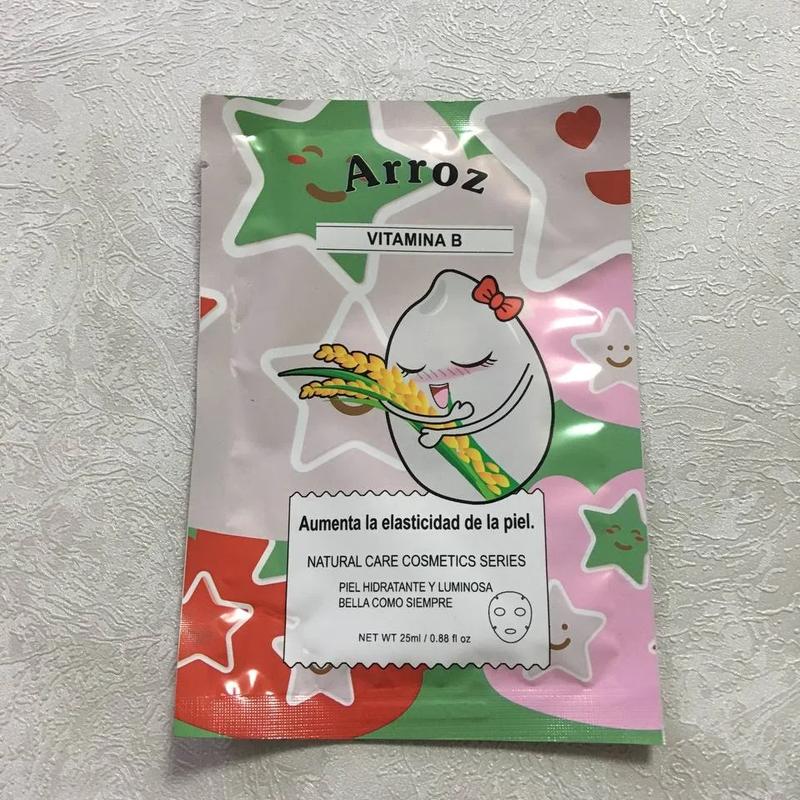 Arroz
VITAMINA B
Aumenta la elasticidad de la piel.
NATURAL CARE COSMETICS SERIES
PIEL HIDRATANTE Y LUMINOSA
BELLA COMO SIEMPRE
NET WT 25ml / 0.88 fl oz